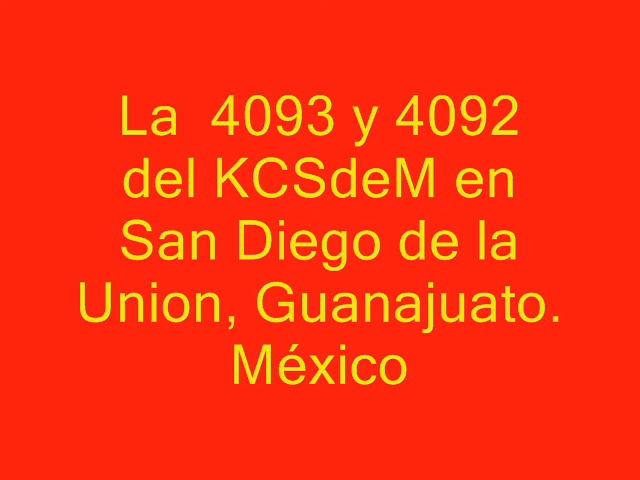 La  4093 y 4092
del KCSdeM en
San Diego de la
Union, Guanajuato.
México